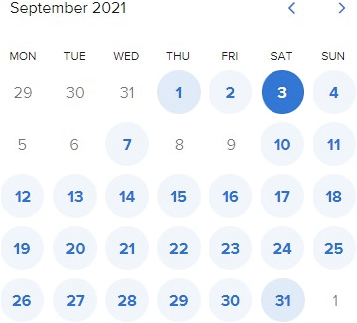 September 2021
MON TUE WED THU FRI SAT SUN
29 30 31 1 2 3 4
5 6 7 8 9 10 11
12 13 14 15 16 17 18
19 20 21 22 23 24 25
26 27 28 29 30 31 1